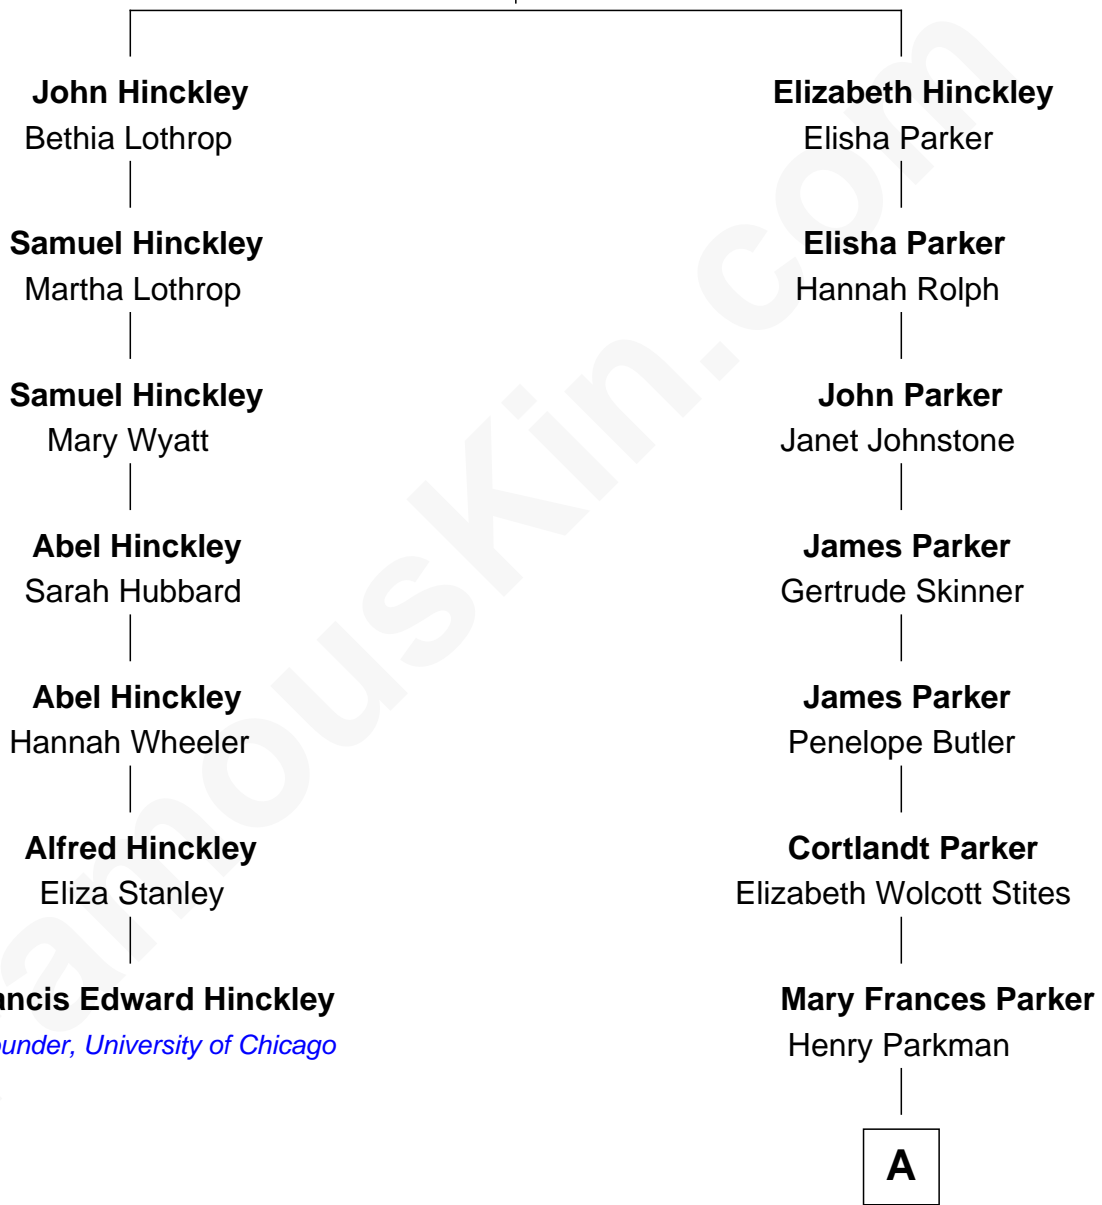 John Hinckley
Bethia Lothrop
Samuel Hinckley
Martha Lothrop
Samuel Hinckley
Mary Wyatt
Abel Hinckley
Sarah Hubbard
Abel Hinckley
Hannah Wheeler
Alfred Hinckley
Eliza Stanley
ancis Edward Hinckley
ounder, University of Chicago
Elizabeth Hinckley
Elisha Parker
Elisha Parker
Hannah Rolph
John Parker
Janet Johnstone
James Parker
Gertrude Skinner
James Parker
Penelope Butler
Cortlandt Parker
Elizabeth Wolcott Stites
Mary Frances Parker
Henry Parkman
A
amouskin.com